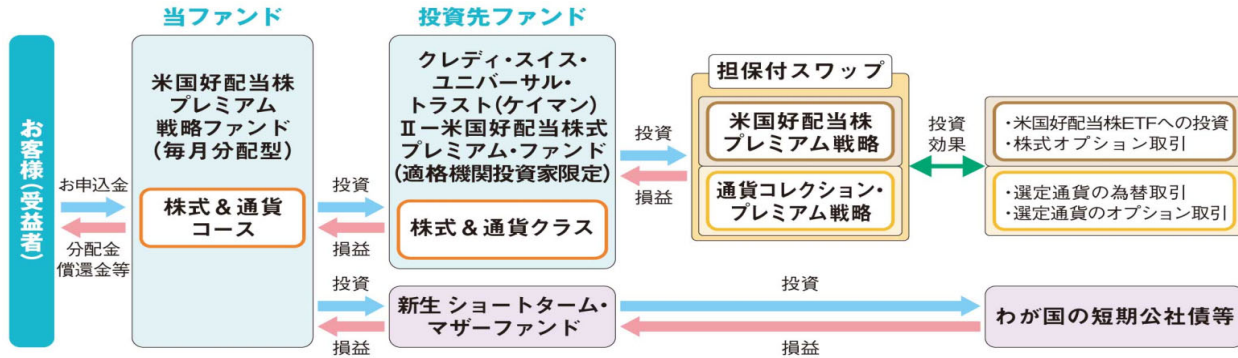 当ファンド
投資先ファンド
お客様(受益者)
お申込金
分配金
償還金等
米国好配当株
プレミアム
戦略ファンド
(毎月分配型)
株式&通貨
コース
投資
損益
クレディ・スイス・
ユニバーサル・
トラスト(ケイマン)
Ⅱ－米国好配当株式
プレミアム・ファンド
(適格機関投資家限定)
株式&通貨クラス
投資
損益
担保付スワップ
米国好配当株
プレミアム戦略
通貨コレクション・
プレミアム戦略
投資
効果
・米国好配当株ETFへの投資
・株式オプション取引
・選定通貨の為替取引
・選定通貨のオプション取引
投資
損益
新生 ショートターム・
マザーファンド
投資
損益
わが国の短期公社債等